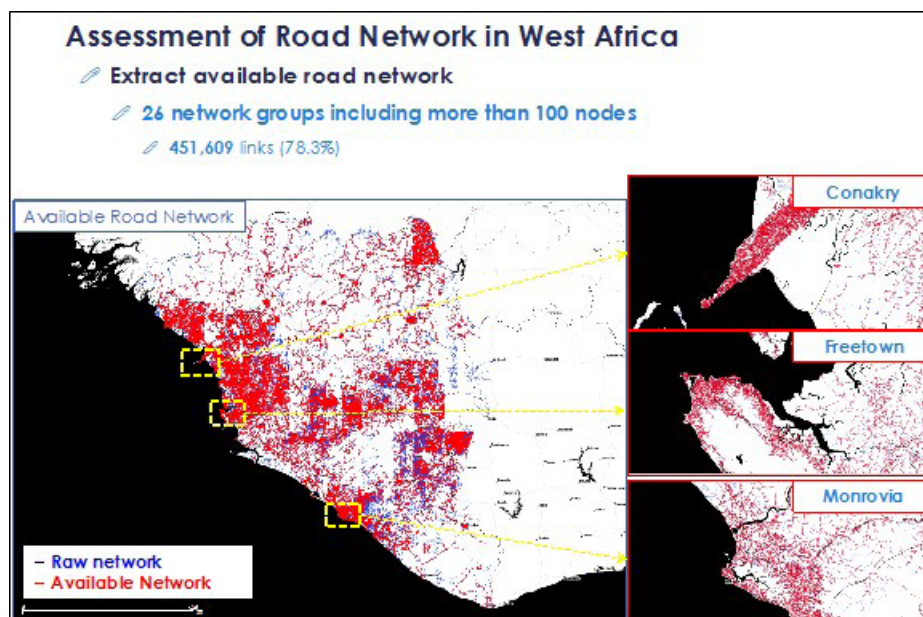 Assessment of Road Network in West Africa
Extract available road network
26 network groups including more than 100 nodes
451,609 links (78.3%)
Available Road Network
Conakry
Freetown
Monrovia
– Raw network
– Available Network